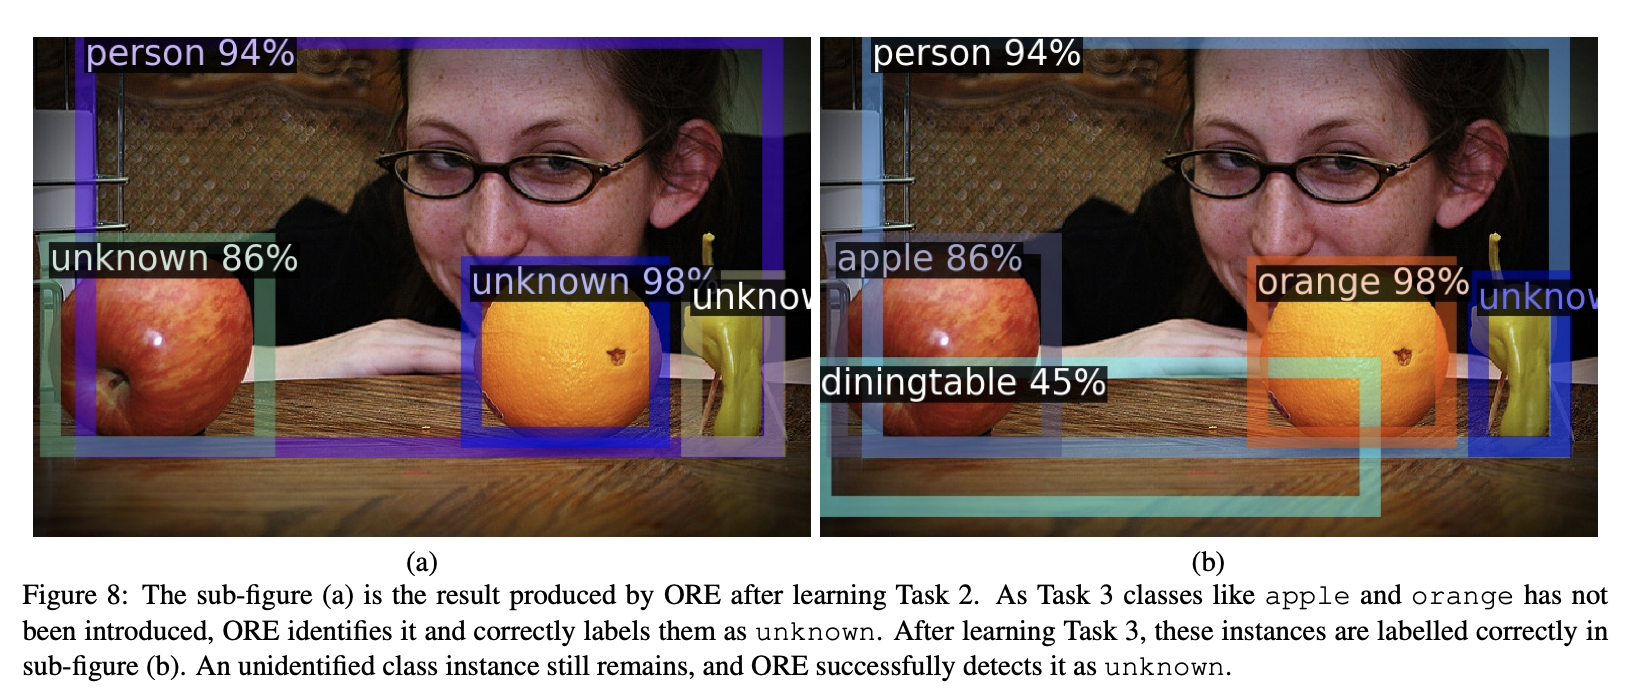 person 94%
unknown 86%
unknown 98%
unknow
person 94%
apple 86%
orange 98%
unknow
diningtable 45%
(a)
(b)
Figure 8: The sub-figure (a) is the result produced by ORE after learning Task 2. As Task 3 classes like apple and orange has not
been introduced, ORE identifies it and correctly labels them as unknown. After learning Task 3, these instances are labelled correctly in
sub-figure (b). An unidentified class instance still remains, and ORE successfully detects it as unknown.